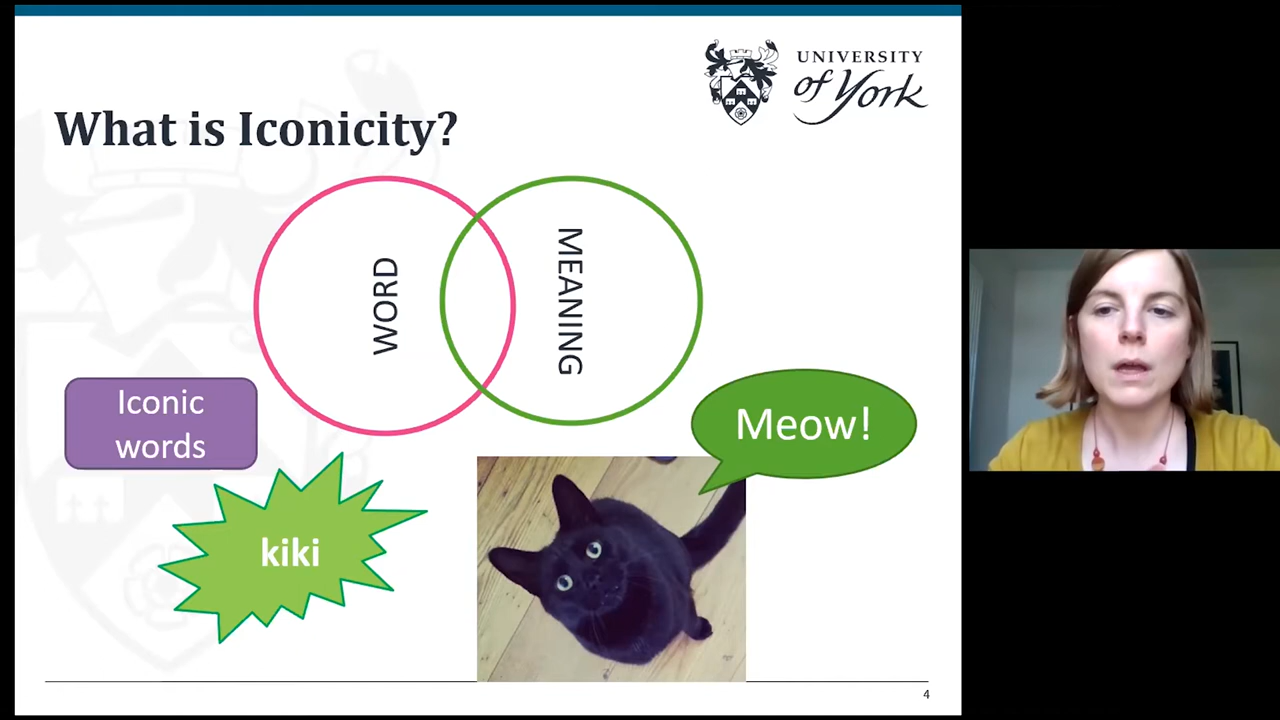 UNIVERSITY
of York
What is Iconicity?
WORD
MEANING
Iconic
words
Meow!
kiki
4